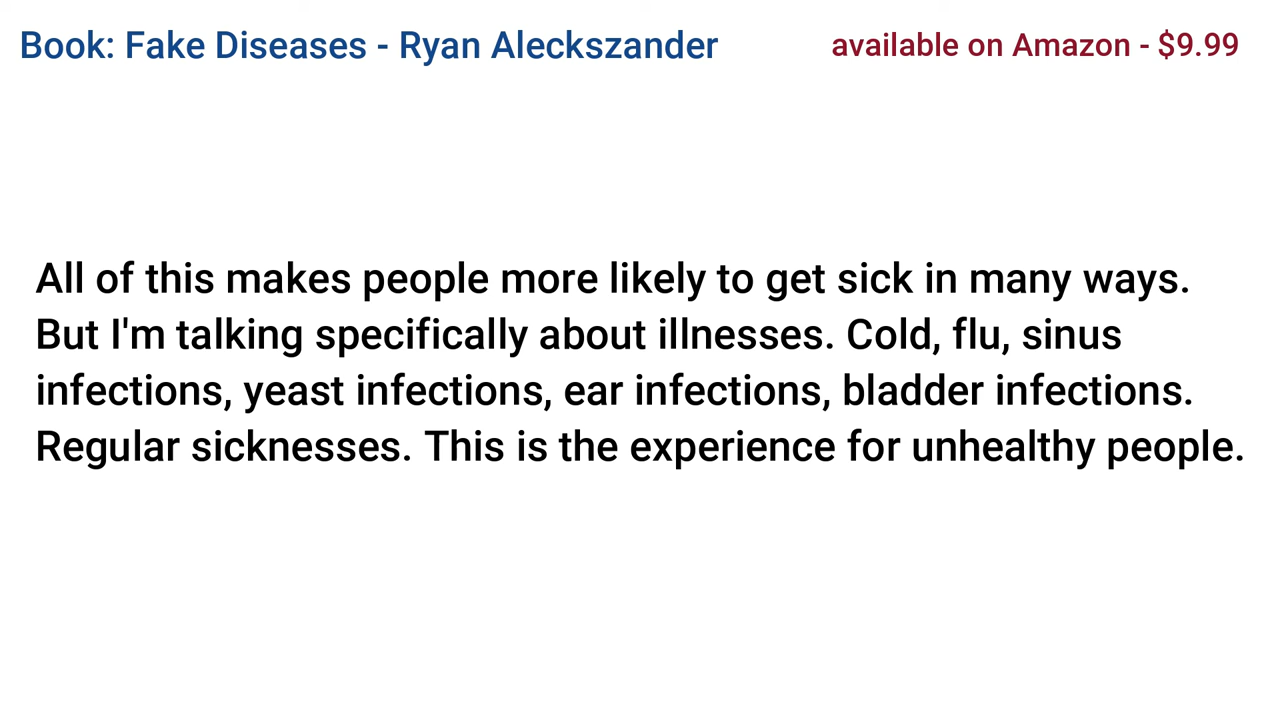 Book: Fake Diseases - Ryan Aleckszander
available on Amazon - $9.99
All of this makes people more likely to get sick in many ways.
But I'm talking specifically about illnesses. Cold, flu, sinus
infections, yeast infections, ear infections, bladder infections.
Regular sicknesses. This is the experience for unhealthy people.